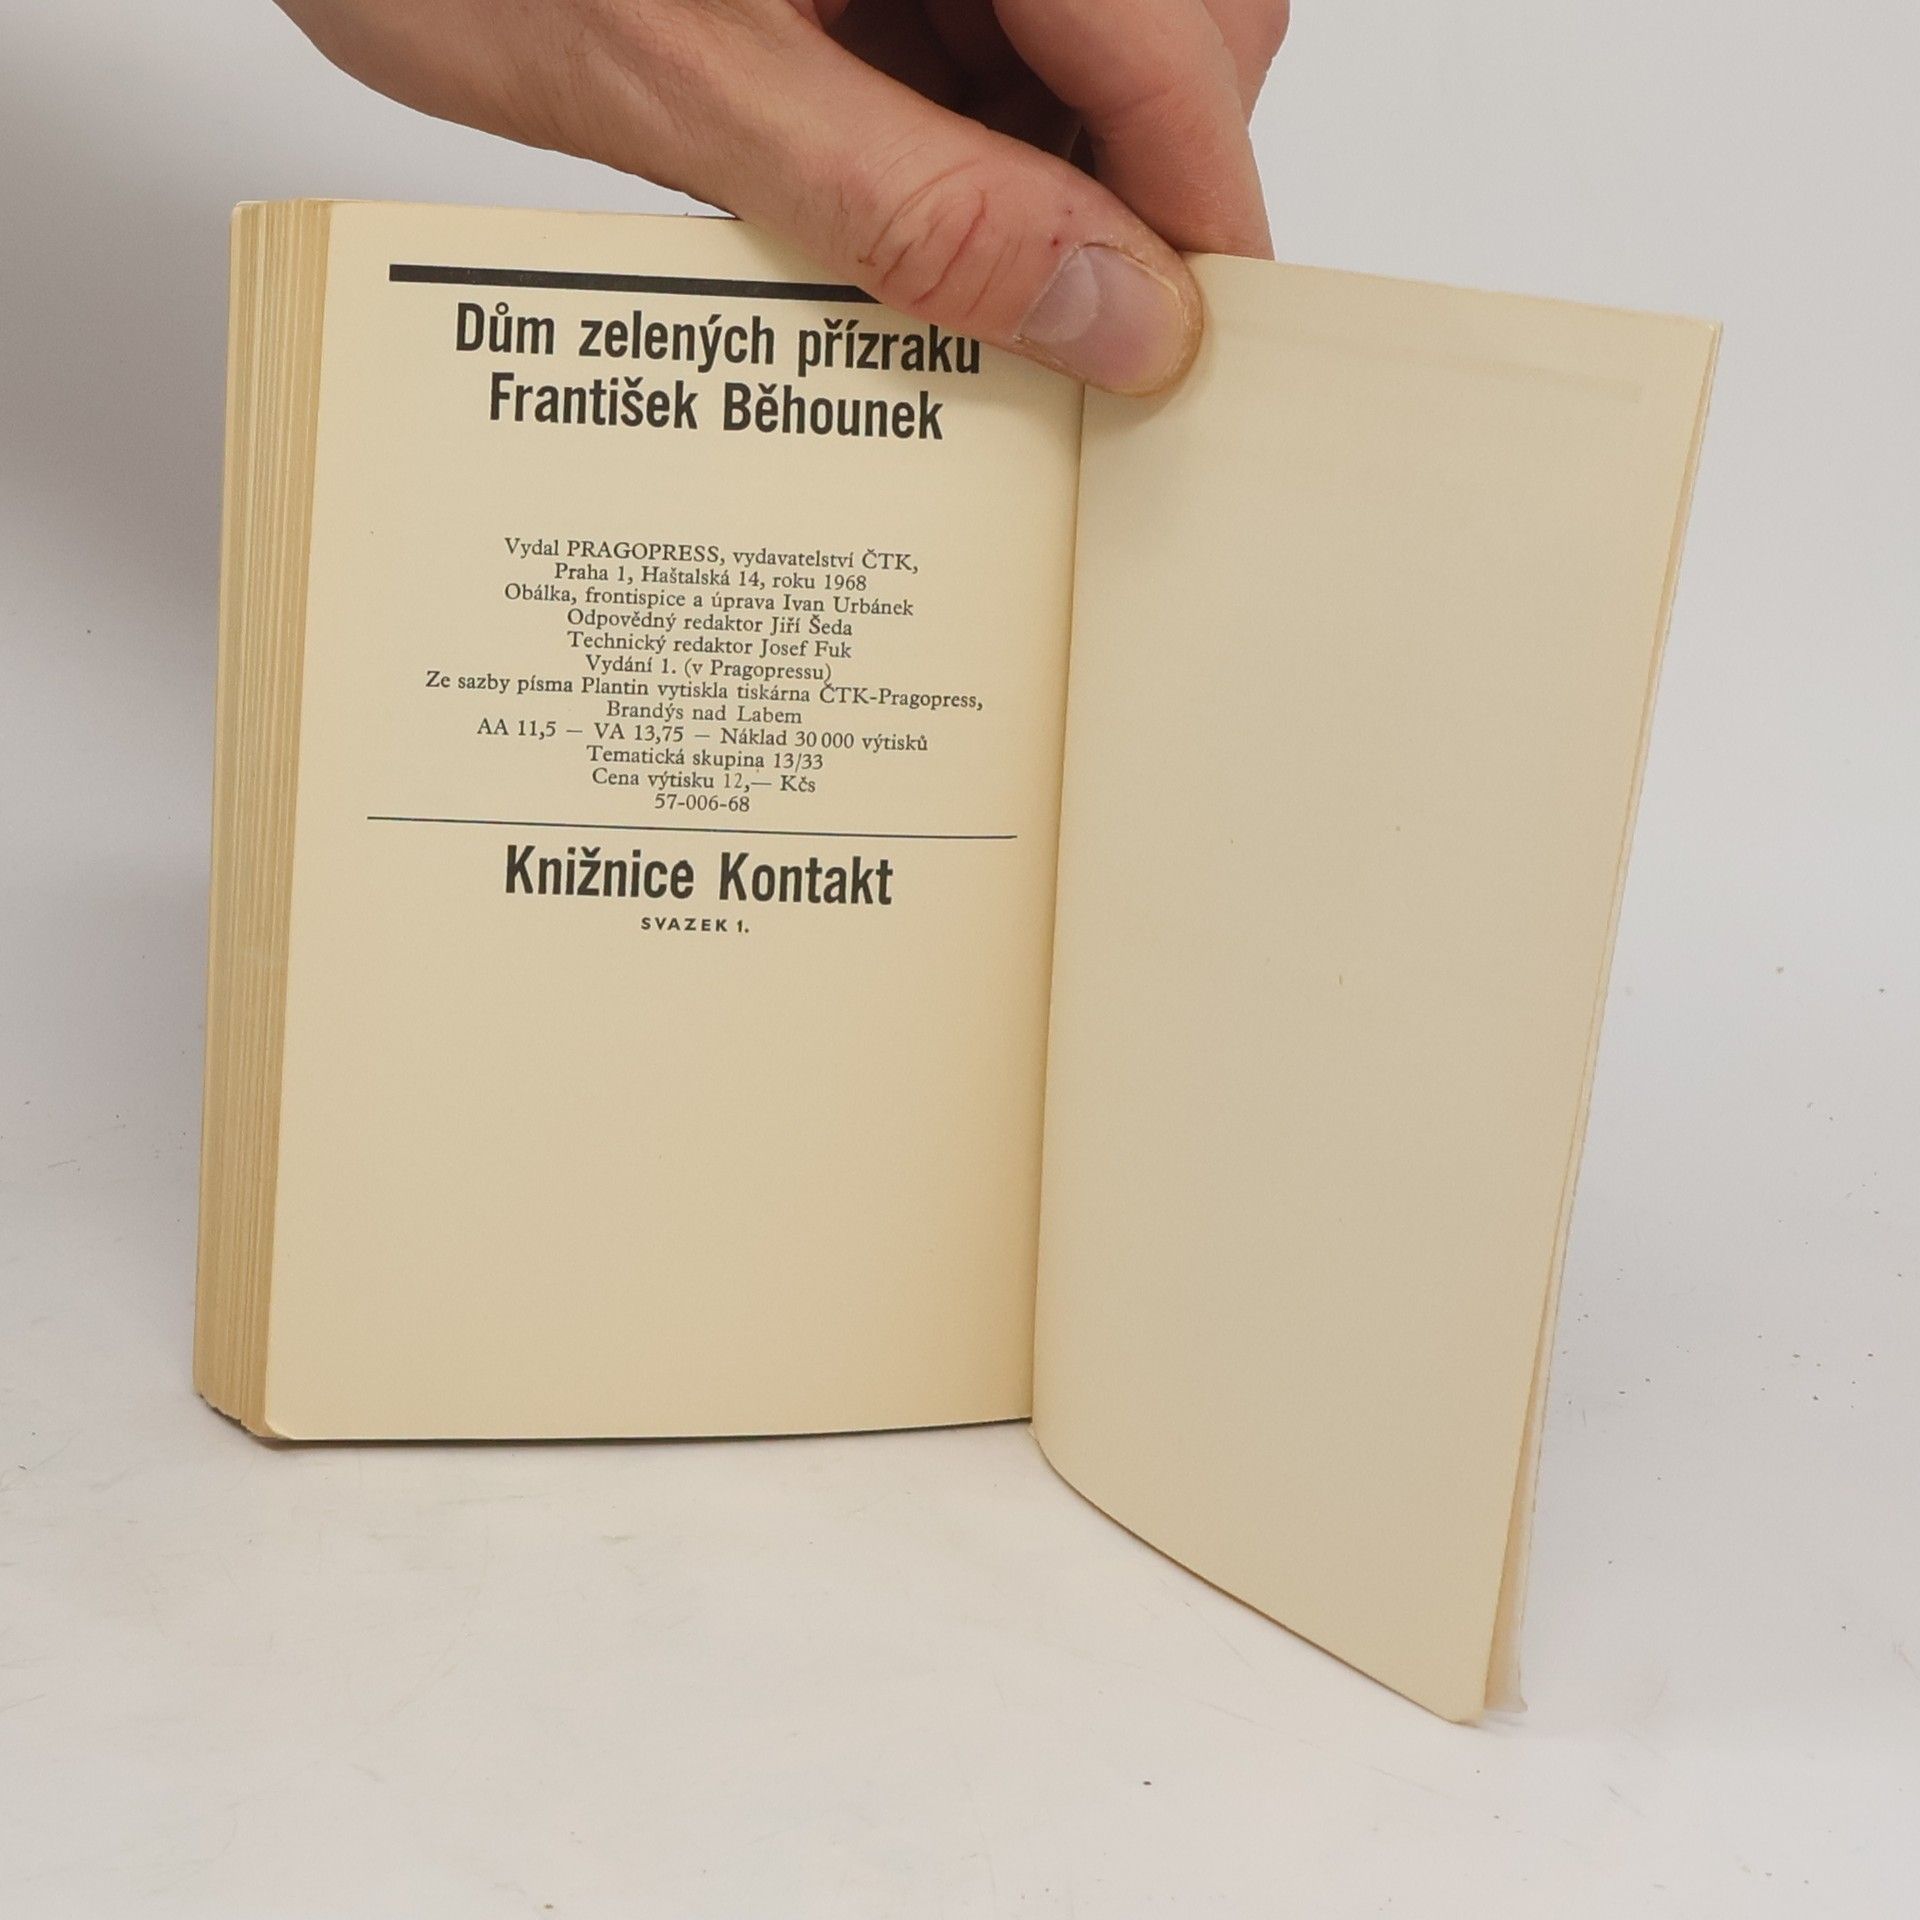 Dům zelených přízraků
František Běhounek
Vydal PRAGOPRESS, vydavatelství ČTK,
Praha 1, Haštalská 14, roku 1968
Obálka, frontispice a úprava Ivan Urbánek
Odpovědný redaktor Jiří Šeda
Technický redaktor Josef Fuk
Vydání 1. (v Pragopressu)
Ze sazby písma Plantin vytiskla tiskárna ČTK-Pragopress,
Brandýs nad Labem
AA 11,5 — VA 13,75 — Náklad 30 000 výtisků
Tematická skupina 13/33
Cena výtisku 12,— Kčs
57-006-68
Knižnice Kontakt
SVAZEK 1.